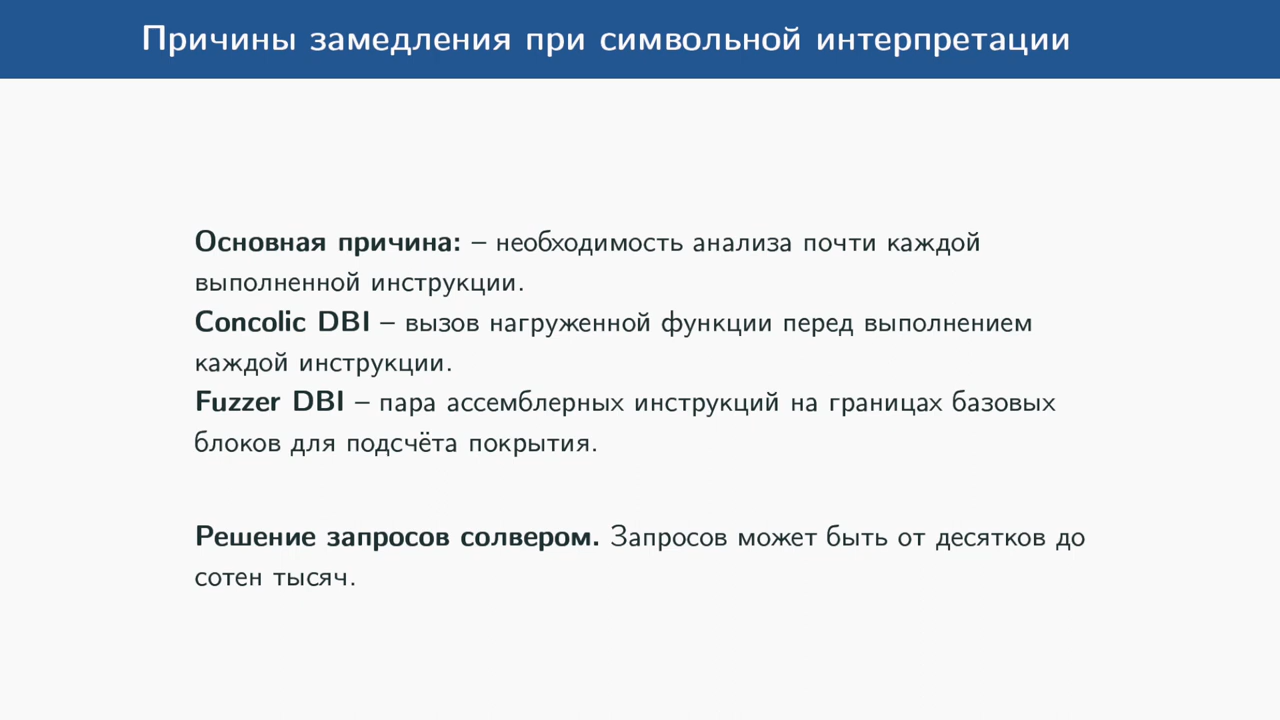 Причины замедления при символьной интерпретации
Основная причина: – необходимость анализа почти каждой
выполненной инструкции.
Concolic DBI – вызов нагруженной функции перед выполнением
каждой инструкции.
Fuzzer DBI – пара ассемблерных инструкций на границах базовых
блоков для подсчёта покрытия.
Решение запросов солвером. Запросов может быть от десятков до
сотен тысяч.